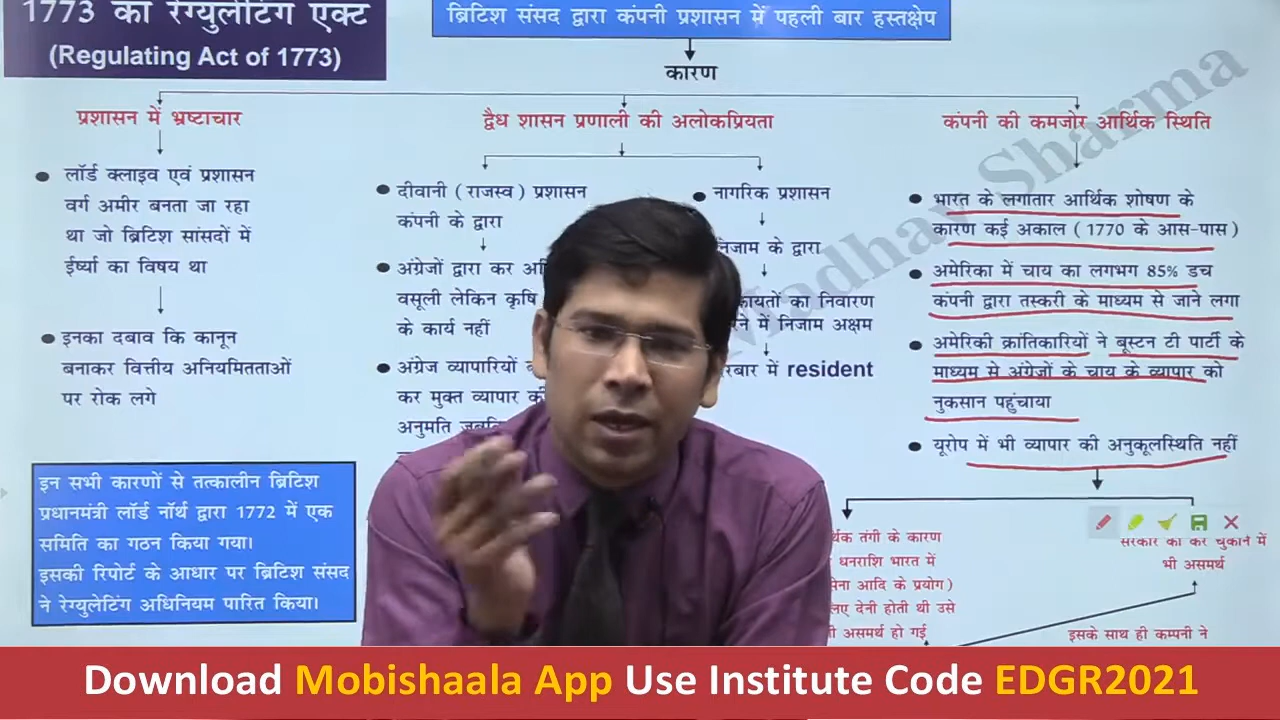 1773 का रेग्युलेटिंग एक्ट
(Regulating Act of 1773)
ब्रिटिश संसद द्वारा कंपनी प्रशासन में पहली बार हस्तक्षेप
कारण
प्रशासन में भ्रष्टाचार
लॉर्ड क्लाइव एवं प्रशासन
वर्ग अमीर बनता जा रहा
था जो ब्रिटिश सांसदों में
ईर्ष्या का विषय था
इनका दबाव कि कानून
बनाकर वित्तीय अनियमितताओं
पर रोक लगे
इन सभी कारणों से तत्कालीन ब्रिटिश
प्रधानमंत्री लॉर्ड नॉर्थ द्वारा 1772 में एक
समिति का गठन किया गया।
इसकी रिपोर्ट के आधार पर ब्रिटिश संसद
ने रेग्युलेटिंग अधिनियम पारित किया।
द्वैध शासन प्रणाली की अलोकप्रियता
दीवानी (राजस्व) प्रशासन
कंपनी के द्वारा
अंग्रेजों द्वारा कर
वसूली लेकिन कृषि
के कार्य नहीं
अंग्रेज व्यापारियों
कर मुक्त व्यापार
अनुमति
नागरिक प्रशासन
निजाम के द्वारा
का निवारण
में निजाम अक्षम
में resident
कंपनी की कमजोर आर्थिक स्थिति
भारत के लगातार आर्थिक शोषण के
कारण कई अकाल (1770 के आस-पास)
अमेरिका में चाय का लगभग 85% डच
कंपनी द्वारा तस्करी के माध्यम से जाने लगा
अमेरिकी क्रांतिकारियों ने बूस्टन टी पार्टी के
माध्यम से अंग्रेजों के चाय के व्यापार को
नुकसान पहुंचाया
यूरोप में भी व्यापार की अनुकूलस्थिति नहीं
तंगी के कारण
धनराशि भारत में
आदि के प्रयोग)
देनी होती थी उसे
असमर्थ हो गई
सरकार को कर चुकाने में
भी असमर्थ
इसके साथ ही कम्पनी ने
Madhav Sharma
Download Mobishaala App Use Institute Code EDGR2021